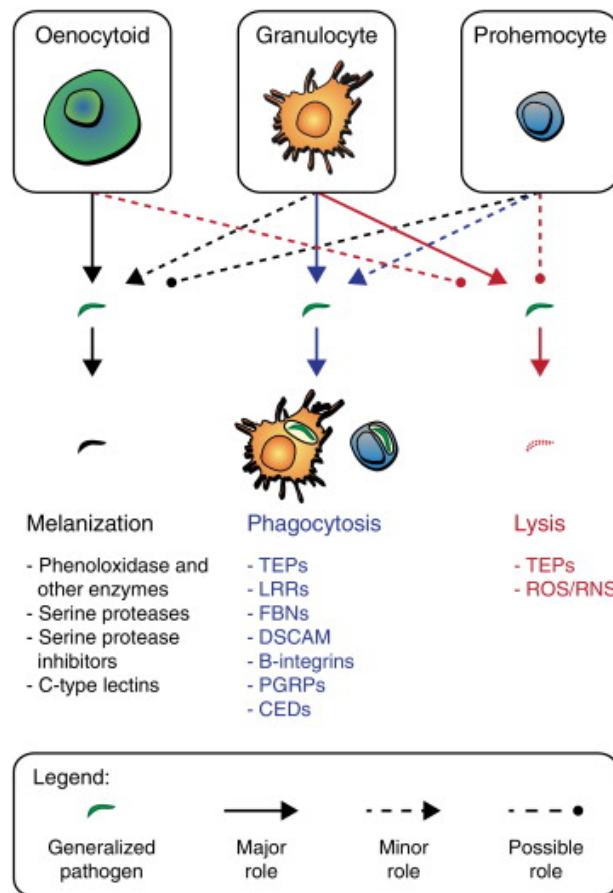 Oenocytoid
Granulocyte
Prohemocyte
Melanization
- Phenoloxidase and
other enzymes
- Serine proteases
- Serine protease
inhibitors
- C-type lectins
Phagocytosis
- TEPs
- LRRs
- FBNs
- DSCAM
- B-integrins
- PGRPs
- CEDs
Lysis
- TEPs
- ROS/RNS
Legend:
Generalized
pathogen
Major
role
Minor
role
Possible
role